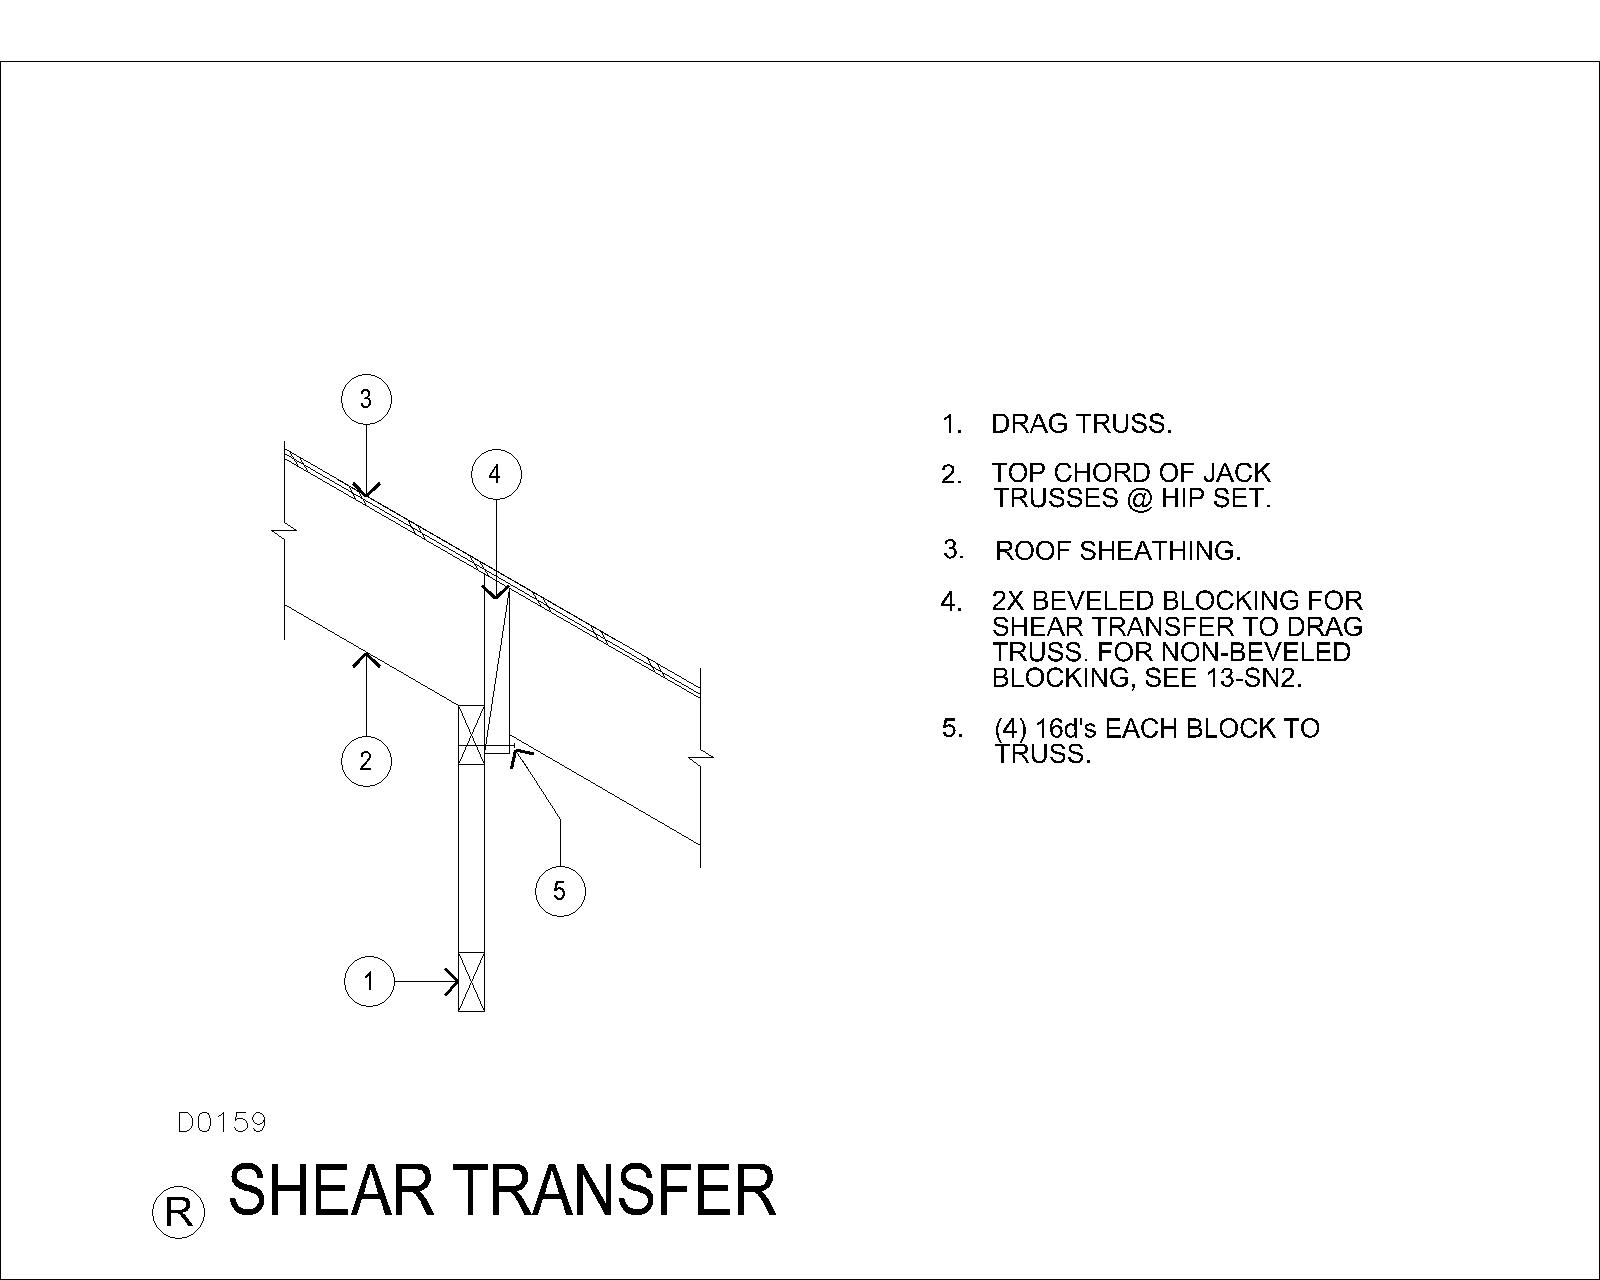 3
4
2
5
1
1. DRAG TRUSS.
2. TOP CHORD OF JACK
TRUSSES @ HIP SET.
3. ROOF SHEATHING.
4. 2X BEVELED BLOCKING FOR
SHEAR TRANSFER TO DRAG
TRUSS. FOR NON-BEVELED
BLOCKING, SEE 13-SN2.
5. (4) 16d's EACH BLOCK TO
TRUSS.
D0159
R SHEAR TRANSFER